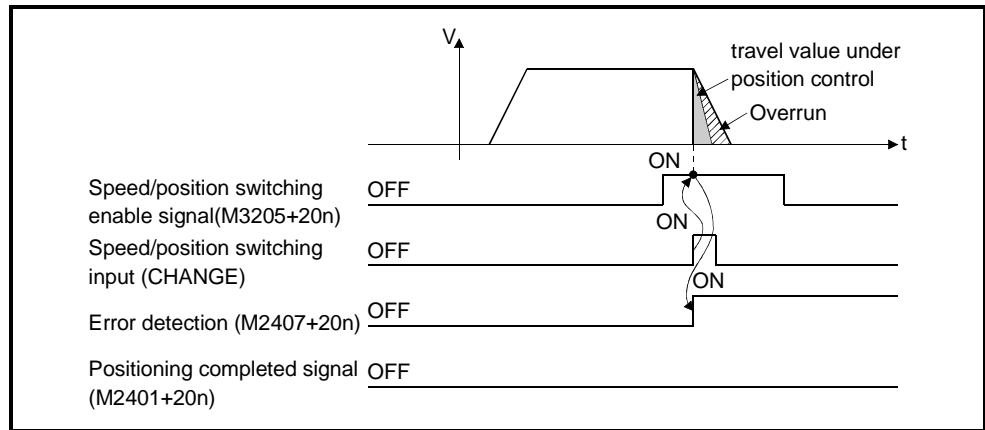 V
travel value under
position control
Overrun
t
ON
Speed/position switching
enable signal(M3205+20n)
OFF
ON
Speed/position switching
input (CHANGE)
OFF
ON
Error detection (M2407+20n)
OFF
Positioning completed signal
(M2401+20n)
OFF